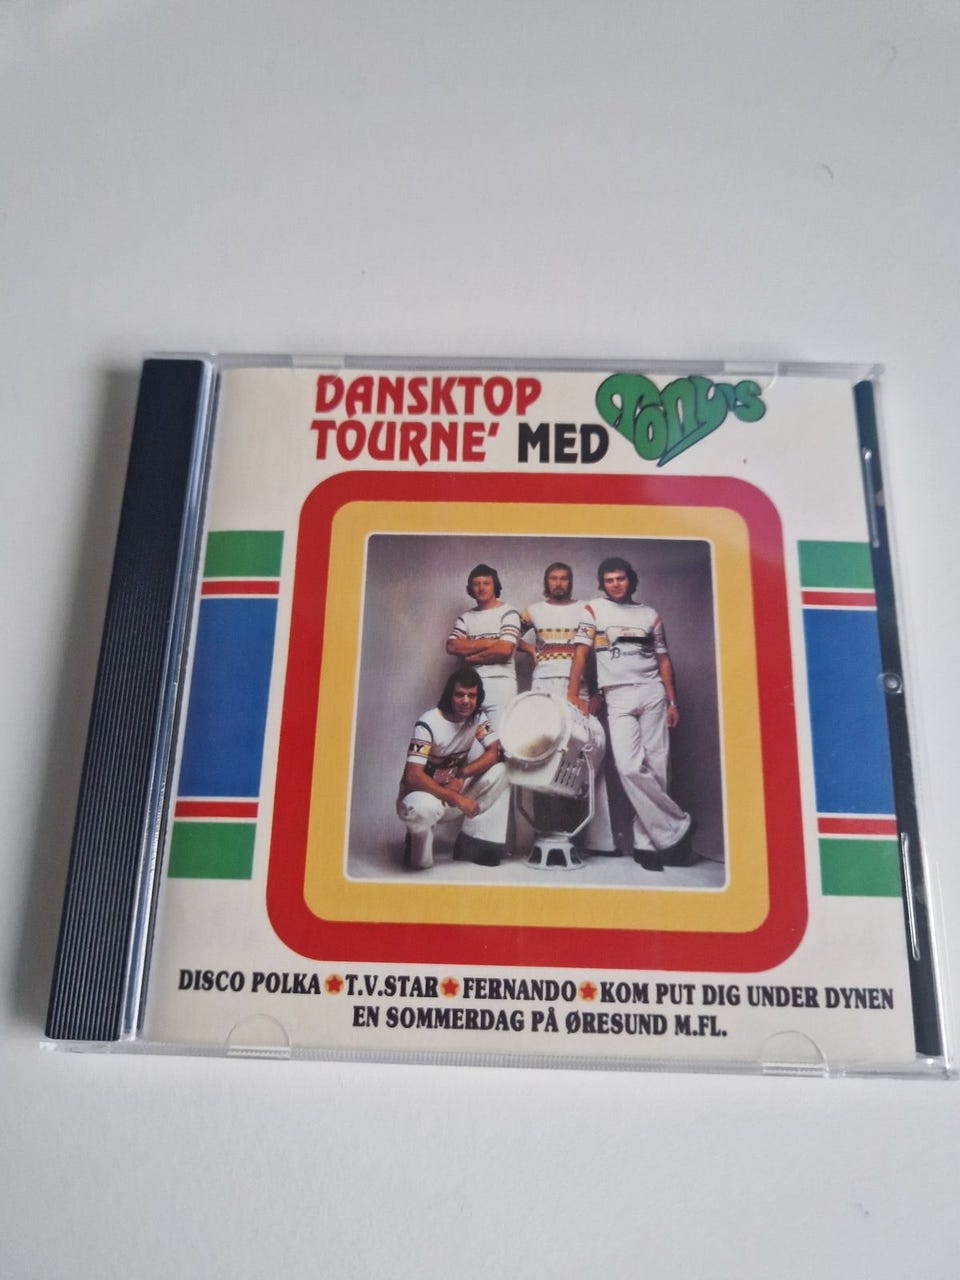 DANSKTOP
TOURNE' MED Tony's
DISCO POLKA ★ T.V.STAR ★ FERNANDO ★ KOM PUT DIG UNDER DYNEN
EN SOMMERDAG PÅ ØRESUND M.FL.